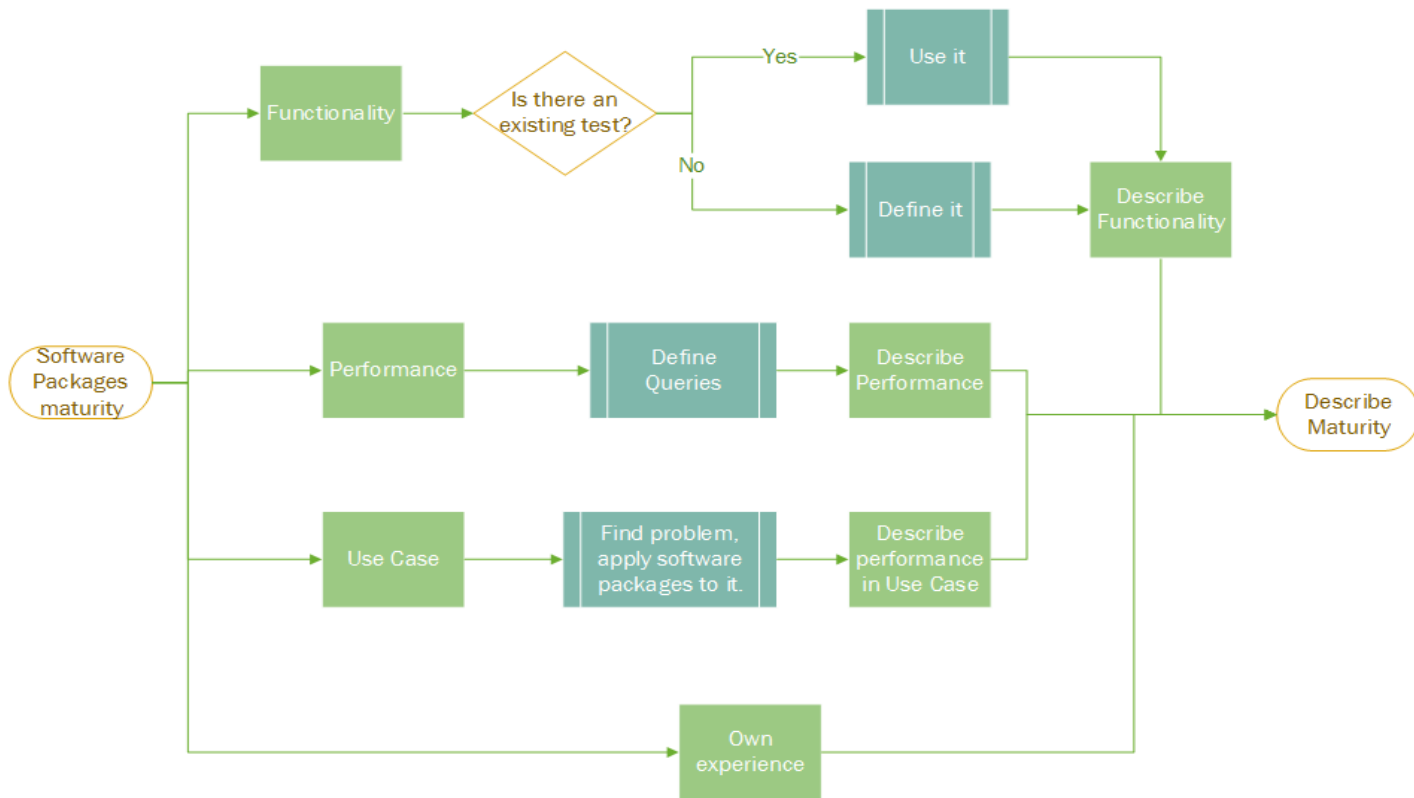 Yes
Use it
Functionality
Is there an
existing test?
No
Define it
Describe
Functionality
Software
Packages
maturity
Performance
Define
Queries
Describe
Performance
Describe
Maturity
Use Case
Find problem,
apply software
packages to it.
Describe
performance
in Use Case
Own
experience